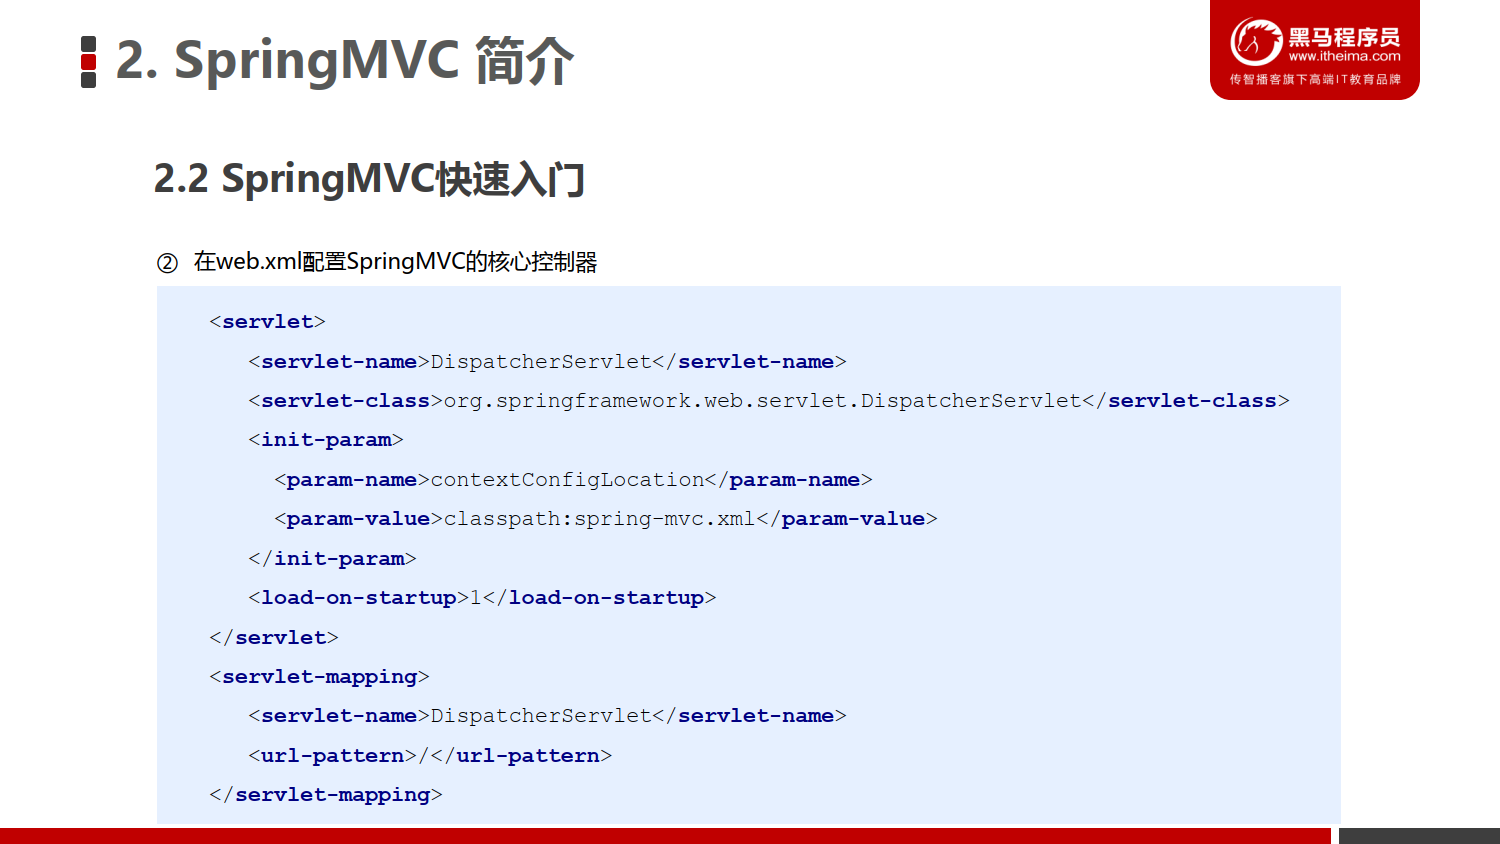 2. SpringMVC 简介
黑马程序员
www.itheima.com
传智播客旗下高端IT教育品牌
2.2 SpringMVC快速入门
② 在web.xml配置SpringMVC的核心控制器
<servlet>
<servlet-name>DispatcherServlet</servlet-name>
<servlet-class>org.springframework.web.servlet.DispatcherServlet</servlet-class>
<init-param>
<param-name>contextConfigLocation</param-name>
<param-value>classpath:spring-mvc.xml</param-value>
</init-param>
<load-on-startup>1</load-on-startup>
</servlet>
<servlet-mapping>
<servlet-name>DispatcherServlet</servlet-name>
<url-pattern>/</url-pattern>
</servlet-mapping>